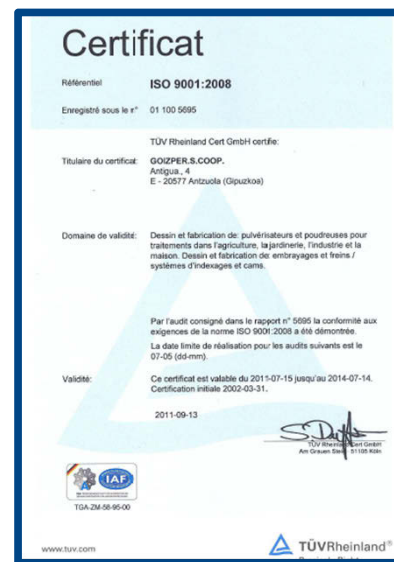 Certificat
Référentiel ISO 9001:2008
Enregistré sous le n° 01 100 5695
TÜV Rheinland Cert GmbH certifie:
Titulaire du certificat: GOIZPER.S.COOP.
Antigua., 4
E - 20577 Antzuola (Gipuzkoa)
Domaine de validité: Dessin et fabrication de: pulvérisateurs et poudreuses pour
traitements dans l'agriculture, la jardinerie, l'industrie et la
maison. Dessin et fabrication de: embrayages et freins /
systèmes d'indexages et cams.
Par l'audit consigné dans le rapport n° 5695 la conformité aux
exigences de la norme ISO 9001:2008 a été démontrée.
La date limite de réalisation pour les audits suivants est le
07-05 (dd-mm).
Validité: Ce certificat est valable du 2011-07-15 jusqu'au 2014-07-14.
Certification initiale 2002-03-31.
2011-09-13
TÜV Rheinland Cert GmbH
Am Grauen Stein 51105 Köln
IAF
TGA-ZM-58-95-00
www.tuv.com
TÜVRheinland®